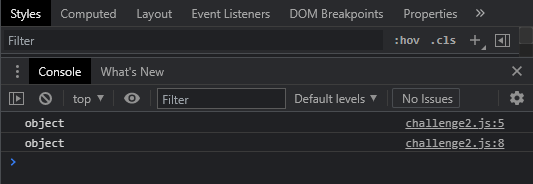 Styles Computed Layout Event Listeners DOM Breakpoints Properties »
Filter :hov .cls +
Console What's New ×
top ▼ Filter Default levels ▼ No Issues
object challenge2.js:5
object challenge2.js:8
>